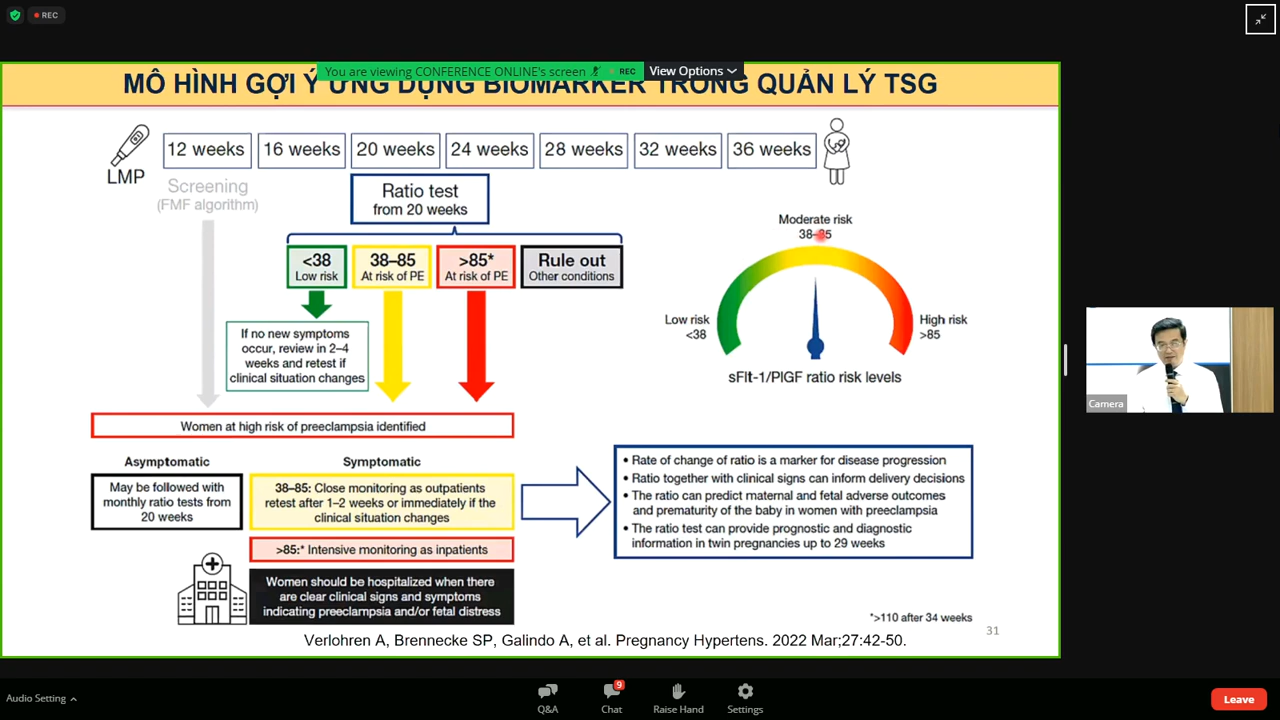 REC
You are viewing CONFERENCE ONLINE's screen
REC
View Options
MÔ HÌNH GỢI Ý ỨNG DỤNG BIOMARKER TRONG QUẢN LÝ TSG
LMP
12 weeks
16 weeks
20 weeks
24 weeks
28 weeks
32 weeks
36 weeks
Screening
(FMF algorithm)
Ratio test
from 20 weeks
<38
Low risk
38–85
At risk of PE
>85*
At risk of PE
Rule out
Other conditions
If no new symptoms
occur, review in 2–4
weeks and retest if
clinical situation changes
Moderate risk
38–85
Low risk
<38
High risk
>85
sFlt-1/PlGF ratio risk levels
Women at high risk of preeclampsia identified
Asymptomatic
May be followed with
monthly ratio tests from
20 weeks
Symptomatic
38–85: Close monitoring as outpatients
retest after 1–2 weeks or immediately if the
clinical situation changes
>85:* Intensive monitoring as inpatients
Women should be hospitalized when there
are clear clinical signs and symptoms
indicating preeclampsia and/or fetal distress
• Rate of change of ratio is a marker for disease progression
• Ratio together with clinical signs can inform delivery decisions
• The ratio can predict maternal and fetal adverse outcomes
and prematurity of the baby in women with preeclampsia
• The ratio test can provide prognostic and diagnostic
information in twin pregnancies up to 29 weeks
*>110 after 34 weeks
31
Verlohren A, Brennecke SP, Galindo A, et al. Pregnancy Hypertens. 2022 Mar;27:42-50.
Camera
Audio Setting
Q&A
9
Chat
Raise Hand
Settings
Leave